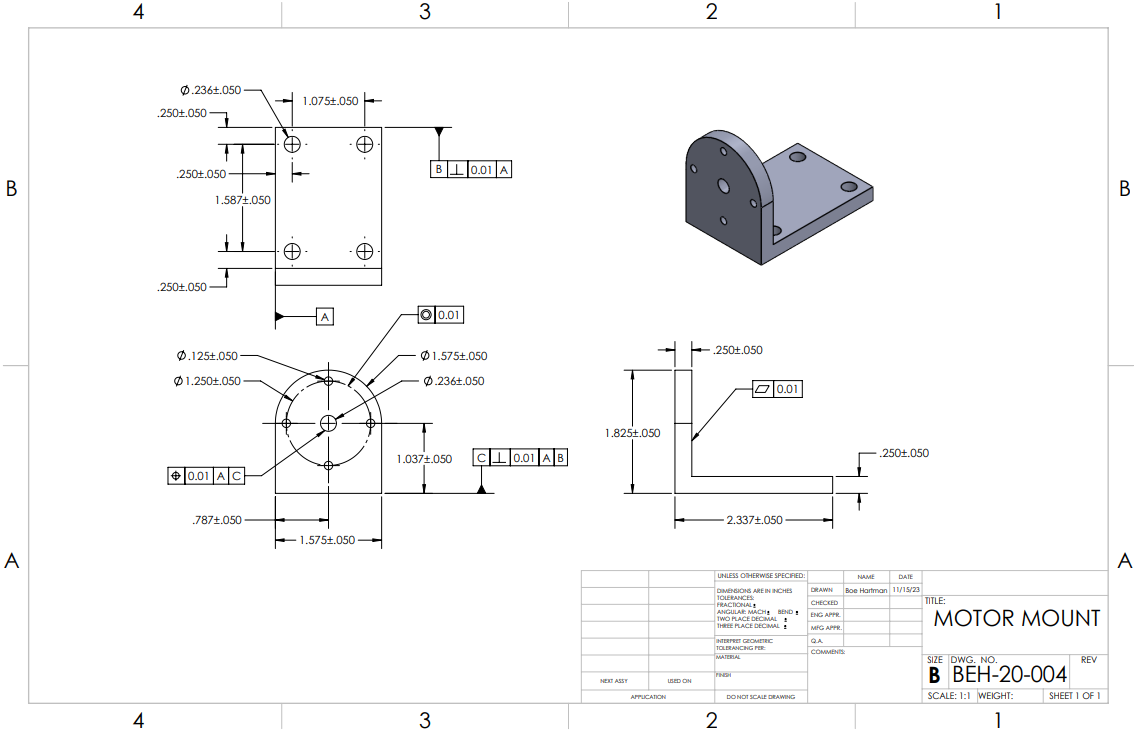 4 3 2 1
B B
A A
⌀.236±.050
1.075±.050
.250±.050
.250±.050
1.587±.050
.250±.050
B ⟂ 0.01 A
A
◎ 0.01
⌀.125±.050
⌀1.575±.050
⌀1.250±.050
⌀.236±.050
1.037±.050
C ⟂ 0.01 A B
⌖ 0.01 A C
.787±.050
1.575±.050
.250±.050
⏥ 0.01
1.825±.050
.250±.050
2.337±.050
UNLESS OTHERWISE SPECIFIED:
DIMENSIONS ARE IN INCHES
TOLERANCES:
FRACTIONAL ±
ANGULAR: MACH± BEND ±
TWO PLACE DECIMAL ±
THREE PLACE DECIMAL ±
INTERPRET GEOMETRIC
TOLERANCING PER:
MATERIAL
FINISH
DO NOT SCALE DRAWING
NEXT ASSY USED ON
APPLICATION
NAME DATE
DRAWN Boe Hartman 11/15/23
CHECKED
ENG APPR.
MFG APPR.
Q.A.
COMMENTS:
TITLE:
MOTOR MOUNT
SIZE DWG. NO. REV
B BEH-20-004
SCALE: 1:1 WEIGHT: SHEET 1 OF 1
4 3 2 1